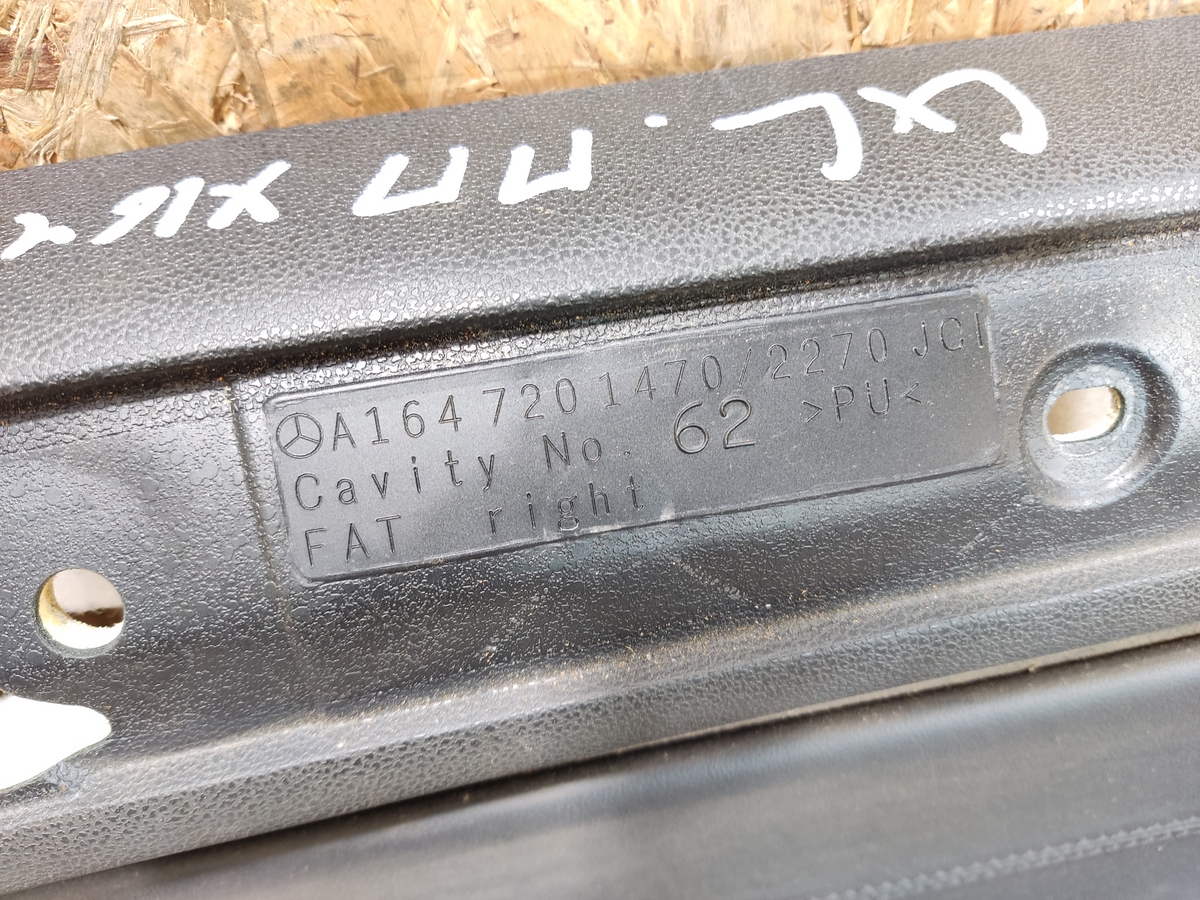 A164 720 1470/2270 JCI
Cavity No. 62 >PU<
FAT right